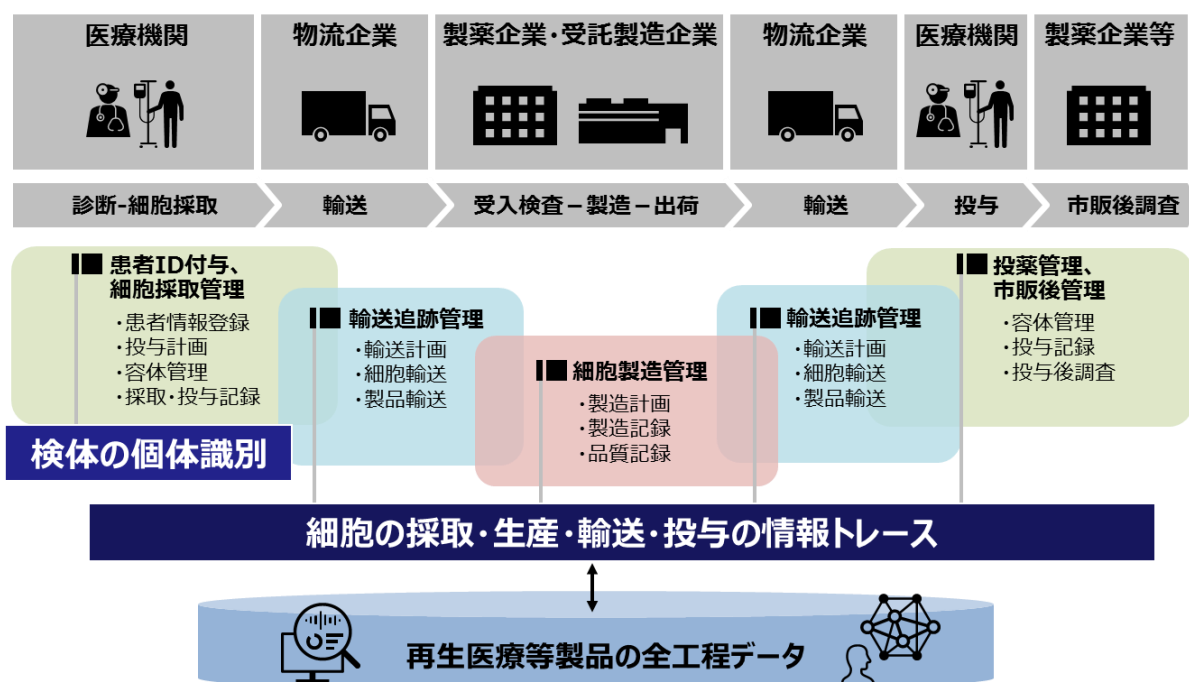 医療機関
物流企業
製薬企業・受託製造企業
物流企業
医療機関
製薬企業等
診断-細胞採取
輸送
受入検査－製造－出荷
輸送
投与
市販後調査
患者ID付与、
細胞採取管理
・患者情報登録
・投与計画
・容体管理
・採取・投与記録
輸送追跡管理
・輸送計画
・細胞輸送
・製品輸送
細胞製造管理
・製造計画
・製造記録
・品質記録
輸送追跡管理
・輸送計画
・細胞輸送
・製品輸送
投薬管理、
市販後管理
・容体管理
・投与記録
・投与後調査
検体の個体識別
細胞の採取・生産・輸送・投与の情報トレース
再生医療等製品の全工程データ